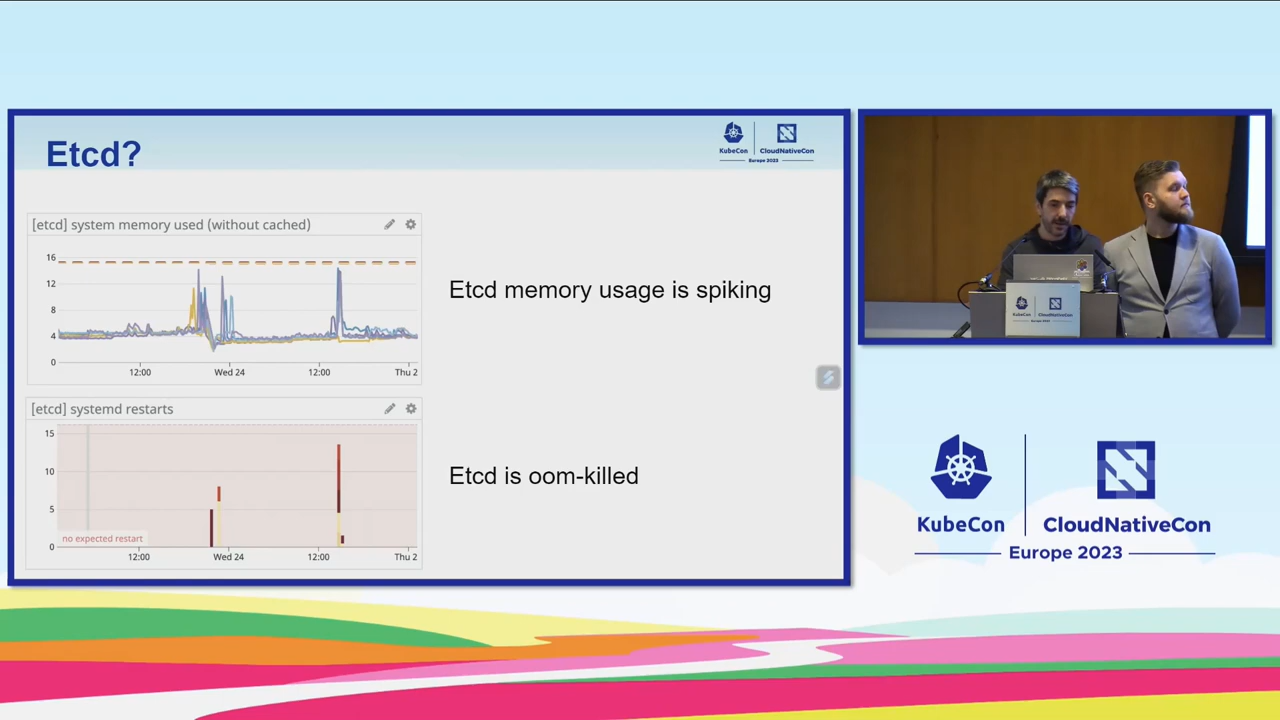 Etcd?
KubeCon
CloudNativeCon
Europe 2023
[etcd] system memory used (without cached)
16
12
8
4
0
12:00
Wed 24
12:00
Thu 2
Etcd memory usage is spiking
[etcd] systemd restarts
15
10
5
0
no expected restart
12:00
Wed 24
12:00
Thu 2
Etcd is oom-killed
KubeCon
CloudNativeCon
Europe 2023